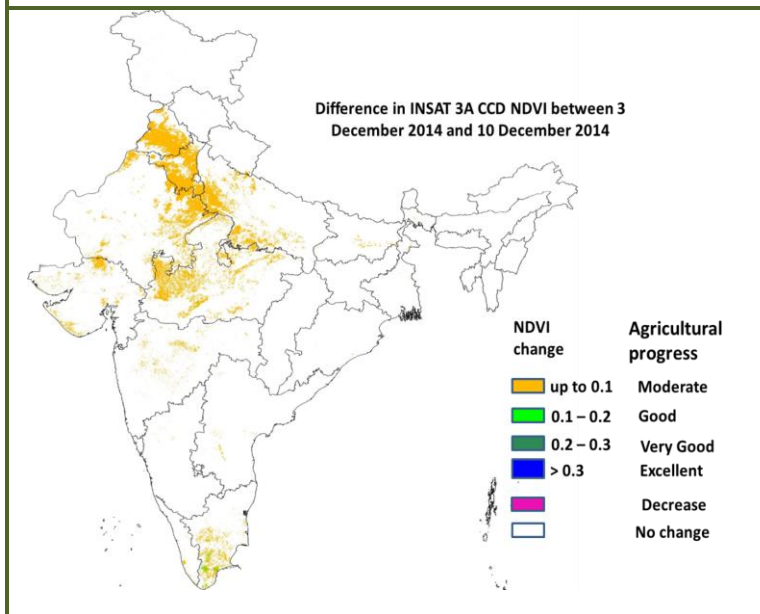 Difference in INSAT 3A CCD NDVI between 3
December 2014 and 10 December 2014
NDVI change
Agricultural progress
up to 0.1 Moderate
0.1 – 0.2 Good
0.2 – 0.3 Very Good
> 0.3 Excellent
Decrease
No change